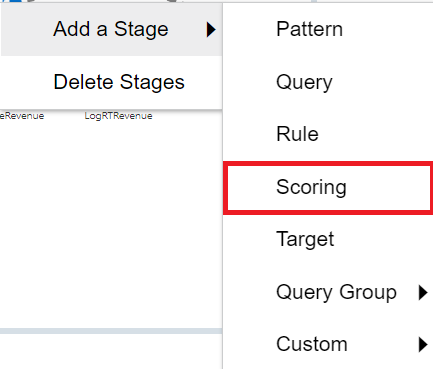 Add a Stage
Delete Stages
eRevenue
LogRTRevenue
Pattern
Query
Rule
Scoring
Target
Query Group
Custom